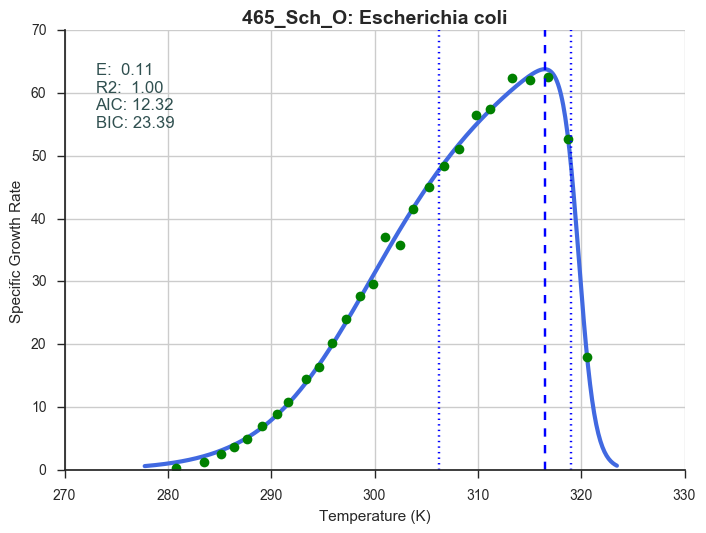 465_Sch_O: Escherichia coli
70
60
50
40
30
20
10
0
E:  0.11
R2:  1.00
AIC: 12.32
BIC: 23.39
Specific Growth Rate
270 280 290 300 310 320 330
Temperature (K)